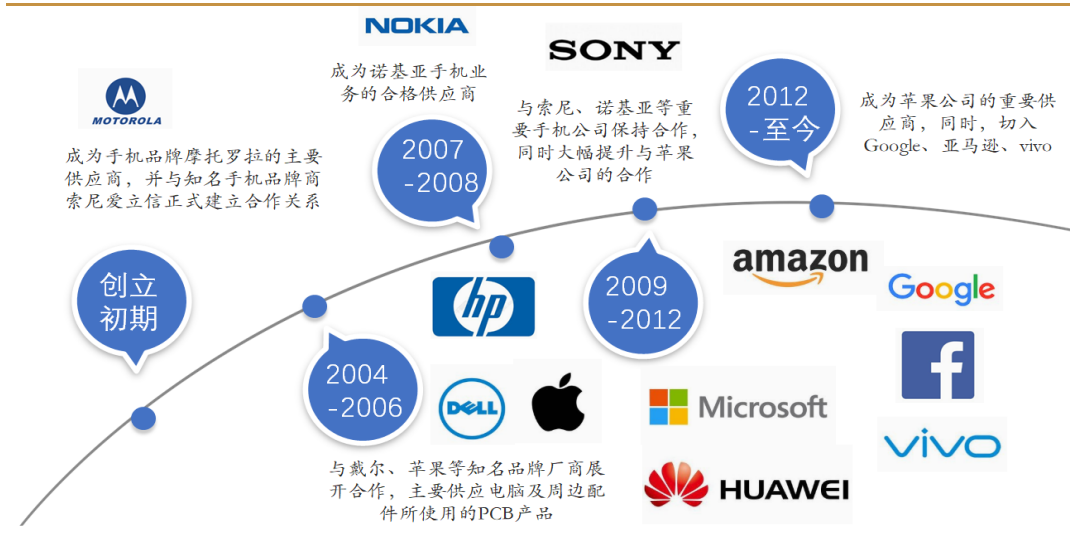 MOTOROLA
成为手机品牌摩托罗拉的主要
供应商，并与知名手机品牌商
索尼爱立信正式建立合作关系
创立
初期
2004
-2006
hp
DELL
与戴尔、苹果等知名品牌厂商展
开合作，主要供应电脑及周边配
件所使用的PCB产品
NOKIA
成为诺基亚手机业
务的合格供应商
2007
-2008
SONY
与索尼、诺基亚等重
要手机公司保持合作，
同时大幅提升与苹果
公司的合作
2009
-2012
Microsoft
HUAWEI
2012
-至今
成为苹果公司的重要供
应商，同时，切入
Google、亚马逊、vivo
amazon
Google
f
vivo